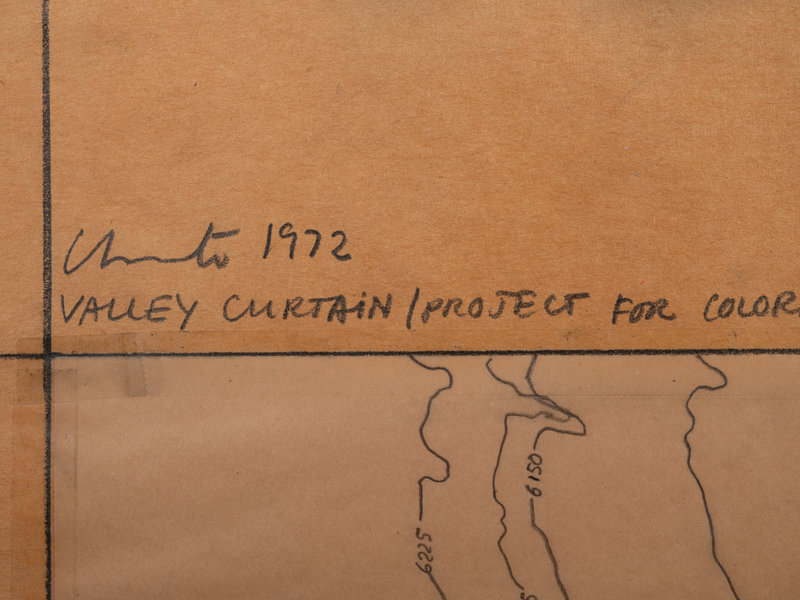 Christo 1972
VALLEY CURTAIN/PROJECT FOR COLOR
6150
6225